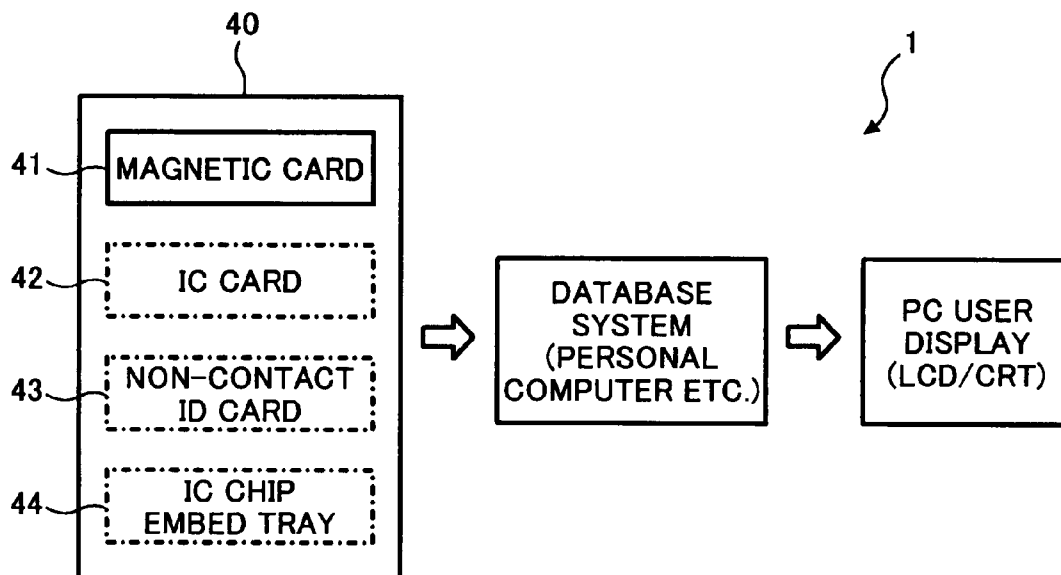 40
1
41
MAGNETIC CARD
42
IC CARD
43
NON-CONTACT
ID CARD
44
IC CHIP
EMBED TRAY
DATABASE
SYSTEM
(PERSONAL
COMPUTER ETC.)
PC USER
DISPLAY
(LCD/CRT)